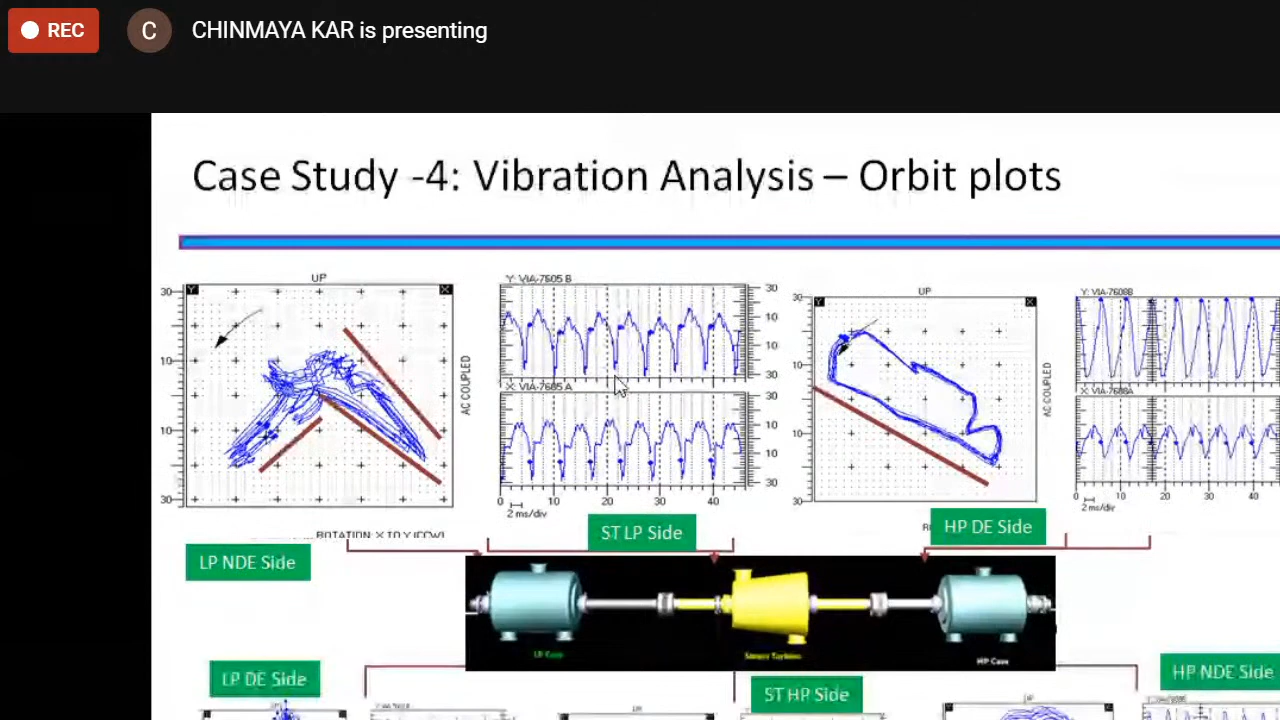 REC
C
CHINMAYA KAR is presenting
Case Study -4: Vibration Analysis – Orbit plots
UP
30
Y
X
10
10
30
AC COUPLED
ROTATION: X TO Y (CCW)
Y: VIA-7605 B
30
10
10
30
X: VIA-7605 A
30
10
10
30
0 10 20 30 40
2 ms/div
UP
30
Y
X
10
10
30
AC COUPLED
Y: VIA-7608B
X: VIA-7608A
0 10 20 30 40
2 ms/div
ST LP Side
HP DE Side
LP NDE Side
LP Case
Steam Turbine
HP Case
LP DE Side
ST HP Side
HP NDE Side